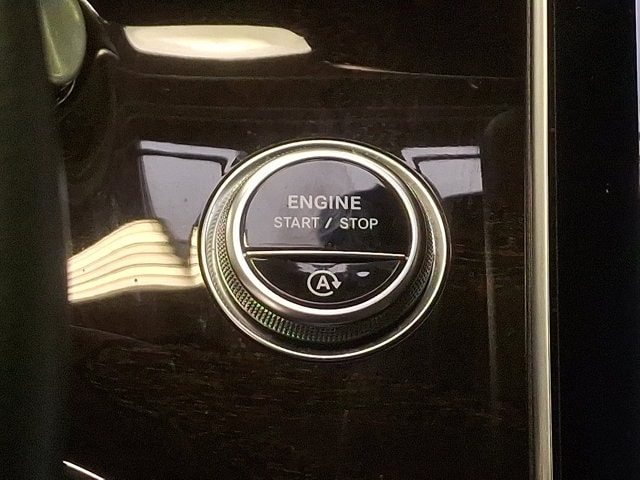 ENGINE
START / STOP
A